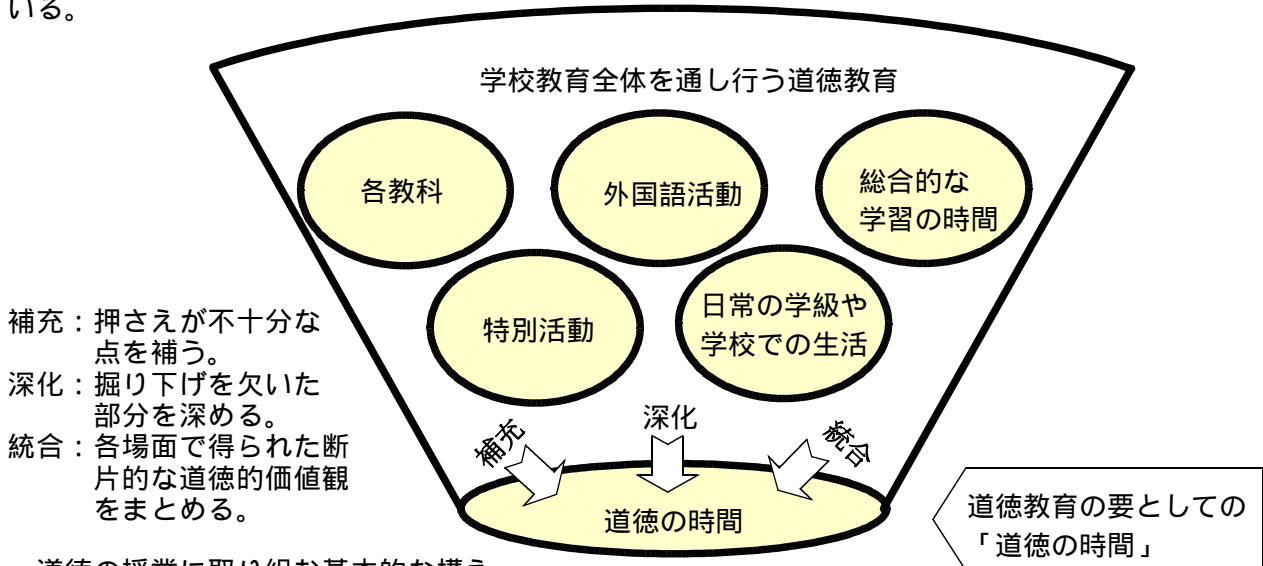 いる。
学校教育全体を通し行う道徳教育
各教科
外国語活動
総合的な
学習の時間
特別活動
日常の学級や
学校での生活
補充：押さえが不十分な
点を補う。
深化：掘り下げを欠いた
部分を深める。
統合：各場面で得られた断
片的な道徳的価値観
をまとめる。
補充
深化
統合
道徳の時間
道徳教育の要としての
「道徳の時間」
道徳の授業に取り組む基本的な構え